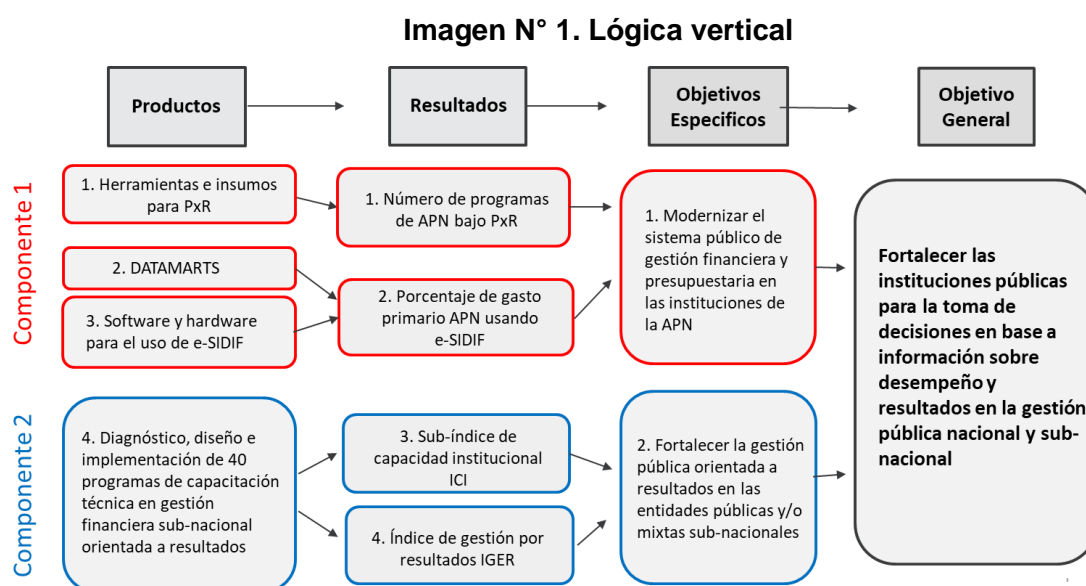 Imagen N° 1. Lógica vertical
Productos
Resultados
Objetivos
Especificos
Objetivo
General
Componente 1
1. Herramientas e insumos
para PxR
2. DATAMARTS
3. Software y hardware
para el uso de e-SIDIF
1. Número de programas
de APN bajo PxR
2. Porcentaje de gasto
primario APN usando
e-SIDIF
1. Modernizar el
sistema público de
gestión financiera y
presupuestaria en
las instituciones de
la APN
Fortalecer las
instituciones públicas
para la toma de
decisiones en base a
información sobre
desempeño y
resultados en la gestión
pública nacional y sub-
nacional
Componente 2
4. Diagnóstico, diseño e
implementación de 40
programas de capacitación
técnica en gestión
financiera sub-nacional
orientada a resultados
3. Sub-índice de
capacidad institucional
ICI
4. Índice de gestión por
resultados IGER
2. Fortalecer la gestión
pública orientada a
resultados en las
entidades públicas y/o
mixtas sub-nacionales